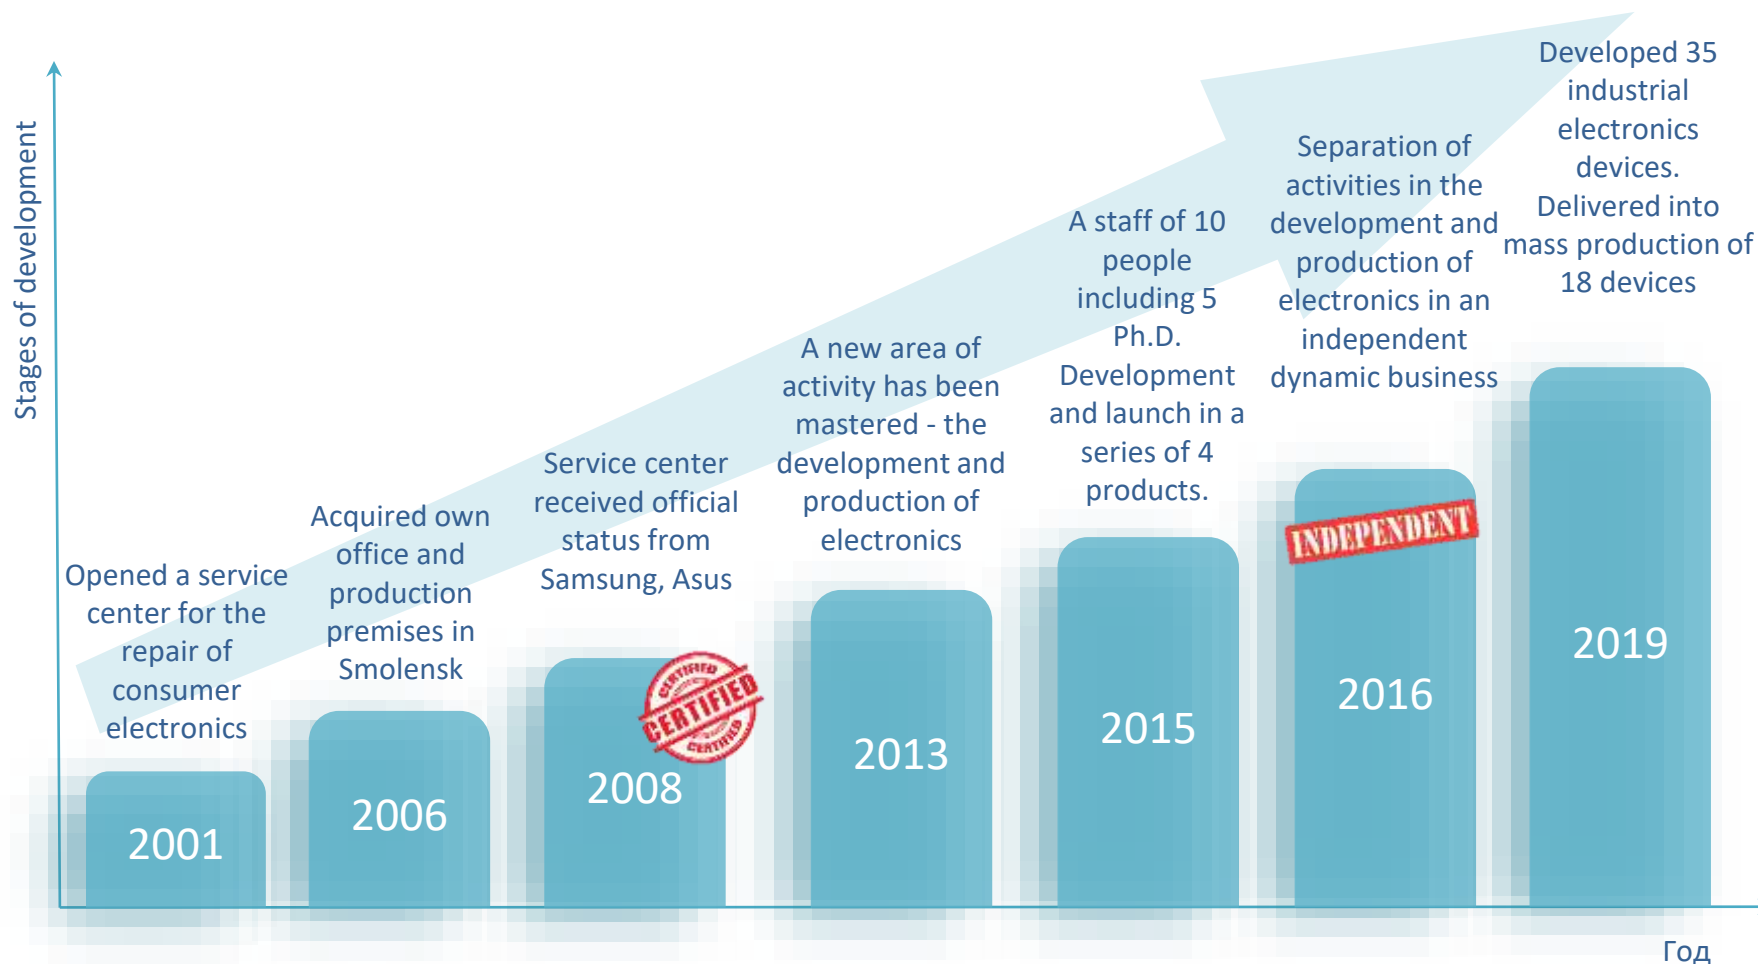 Stages of development
Opened a service
center for the
repair of
consumer
electronics
2001
Acquired own
office and
production
premises in
Smolensk
2006
Service center
received official
status from
Samsung, Asus
CERTIFIED
CERTIFIED
CERTIFIED
2008
A new area of
activity has been
mastered - the
development and
production of
electronics
2013
A staff of 10
people
including 5
Ph.D.
Development
and launch in a
series of 4
products.
2015
Separation of
activities in the
development and
production of
electronics in an
independent
dynamic business
INDEPENDENT
2016
Developed 35
industrial
electronics
devices.
Delivered into
mass production of
18 devices
2019
Год